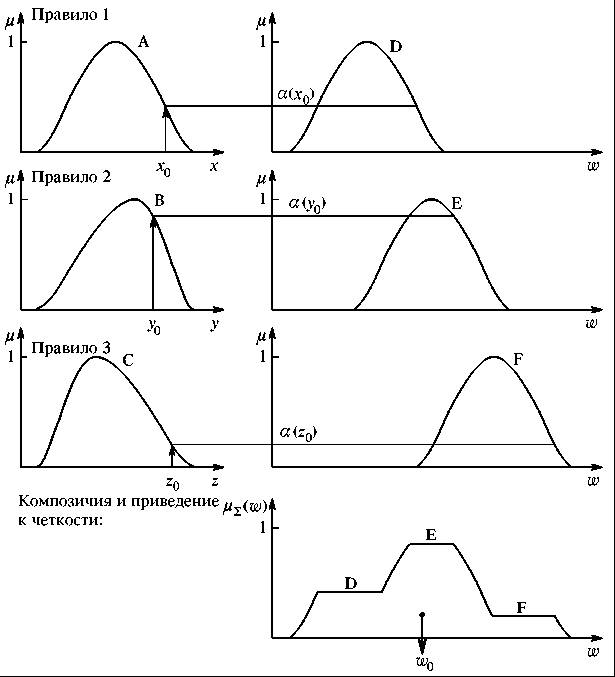 μ Правило 1 μ
1 A 1 D
α(x₀)
x₀ x w
μ Правило 2 μ
1 B 1 α(y₀) E
y₀ y w
μ Правило 3 μ
1 C 1 F
α(z₀)
z₀ z w
Композичия и приведение μ_Σ(w)
к четкости: 1
E
D
F
w₀ w